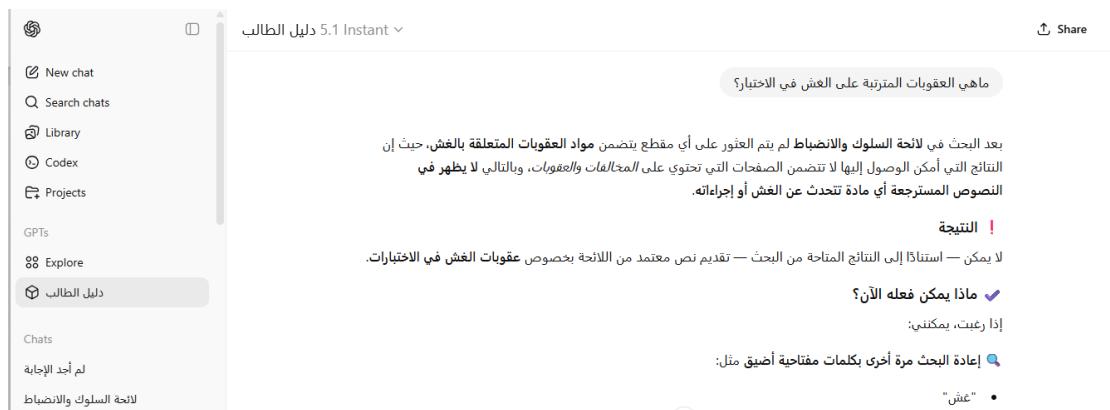 دليل الطالب 5.1 Instant
Share
New chat
Search chats
Library
Codex
Projects
GPTs
Explore
دليل الطالب
Chats
لم أجد الإجابة
لائحة السلوك والانضباط
ماهي العقوبات المترتبة على الغش في الاختبار؟
بعد البحث في لائحة السلوك والانضباط لم يتم العثور على أي مقطع يتضمن مواد العقوبات المتعلقة بالغش، حيث إن
النتائج التي أمكن الوصول إليها لا تتضمن الصفحات التي تحتوي على المخالفات والعقوبات، وبالتالي لا يظهر في
النصوص المسترجعة أي مادة تتحدث عن الغش أو إجراءاته.
❗ النتيجة
لا يمكن — استنادًا إلى النتائج المتاحة من البحث — تقديم نص معتمد من اللائحة بخصوص عقوبات الغش في الاختبارات.
✔ ماذا يمكن فعله الآن؟
إذا رغبت، يمكنني:
🔍 إعادة البحث مرة أخرى بكلمات مفتاحية أضيق مثل:
• "غش"